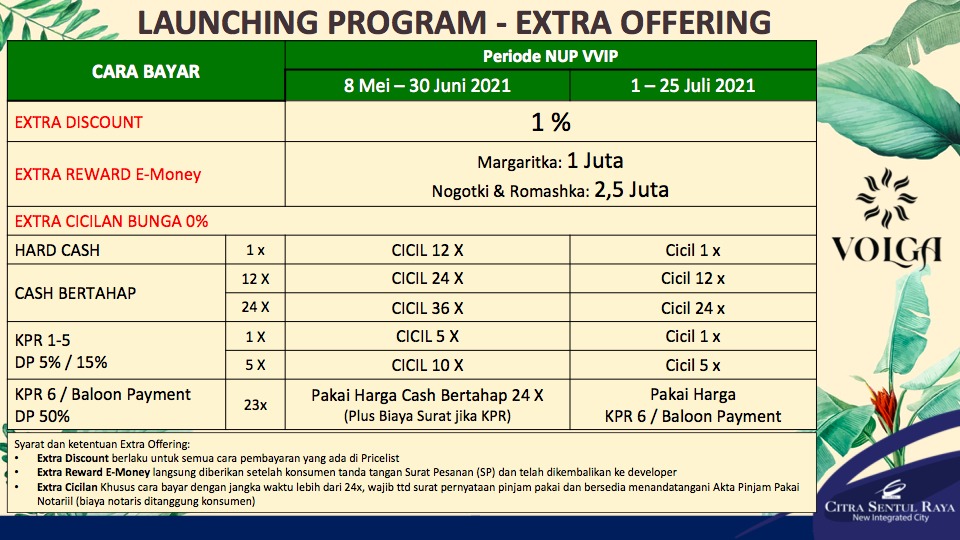 LAUNCHING PROGRAM - EXTRA OFFERING
CARA BAYAR
Periode NUP VVIP
8 Mei – 30 Juni 2021
1 – 25 Juli 2021
EXTRA DISCOUNT
1 %
EXTRA REWARD E-Money
Margaritka: 1 Juta
Nogotki & Romashka: 2,5 Juta
EXTRA CICILAN BUNGA 0%
HARD CASH
1 x
CICIL 12 X
Cicil 1 x
CASH BERTAHAP
12 X
CICIL 24 X
Cicil 12 x
24 X
CICIL 36 X
Cicil 24 x
KPR 1-5
DP 5% / 15%
1 X
CICIL 5 X
Cicil 1 x
5 X
CICIL 10 X
Cicil 5 x
KPR 6 / Baloon Payment
DP 50%
23x
Pakai Harga Cash Bertahap 24 X
(Plus Biaya Surat jika KPR)
Pakai Harga
KPR 6 / Baloon Payment
Syarat dan ketentuan Extra Offering:
• Extra Discount berlaku untuk semua cara pembayaran yang ada di Pricelist
• Extra Reward E-Money langsung diberikan setelah konsumen tanda tangan Surat Pesanan (SP) dan telah dikembalikan ke developer
• Extra Cicilan Khusus cara bayar dengan jangka waktu lebih dari 24x, wajib ttd surat pernyataan pinjam pakai dan bersedia menandatangani Akta Pinjam Pakai
Notariil (biaya notaris ditanggung konsumen)
VOLGA
CITRA SENTUL RAYA
New Integrated City